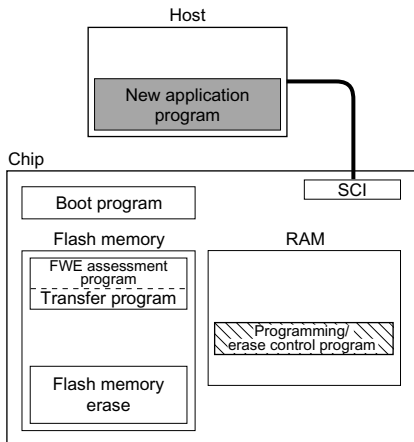 Host
New application
program
Chip
SCI
Boot program
Flash memory
RAM
FWE assessment
program
Transfer program
Programming/
erase control program
Flash memory
erase